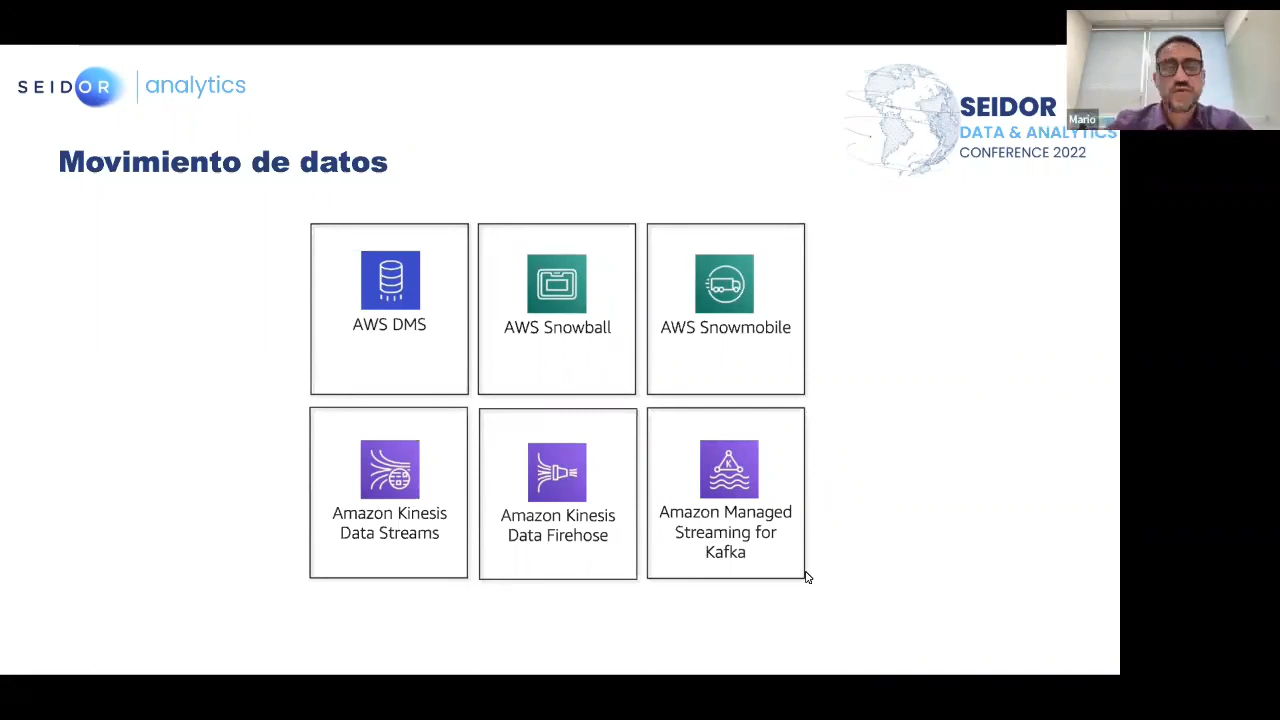 SEIDOR analytics
SEIDOR
DATA & ANALYTICS
CONFERENCE 2022
Mario
Movimiento de datos
AWS DMS
AWS Snowball
AWS Snowmobile
Amazon Kinesis
Data Streams
Amazon Kinesis
Data Firehose
K
Amazon Managed
Streaming for
Kafka